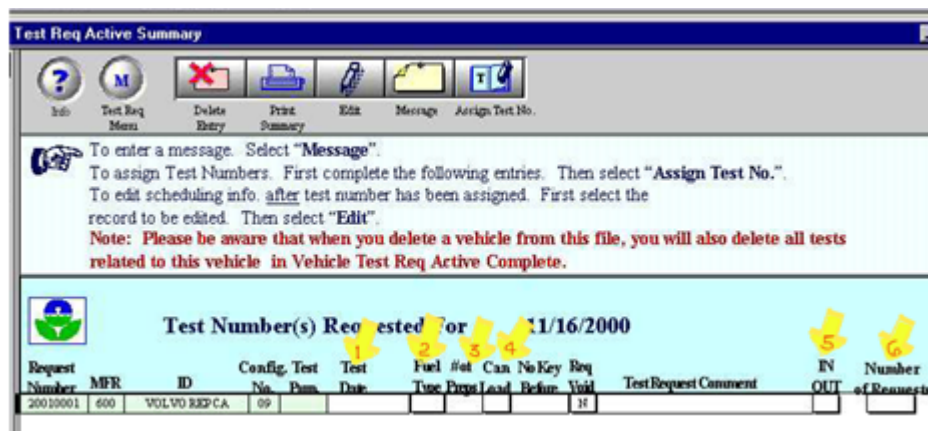 Test Req Active Summary
?
M
T
Info
Test Req
Menu
Delete
Entry
Print
Summary
Edit
Message
Assign Test No.
To enter a message. Select "Message".
To assign Test Numbers. First complete the following entries. Then select "Assign Test No.".
To edit scheduling info. after test number has been assigned. First select the
record to be edited. Then select "Edit".
Note: Please be aware that when you delete a vehicle from this file, you will also delete all tests
related to this vehicle in Vehicle Test Req Active Complete.
Test Number(s) Requested For 11/16/2000
1
2
3
4
5
6
Request Config. Test Test Fuel #of Can No Key Req IN Number
Number MFR ID No. Date Type Preps Load Refuse Void Test Request Comment OUT of Requests
20010001 600 VOLVO REPCA 09 N